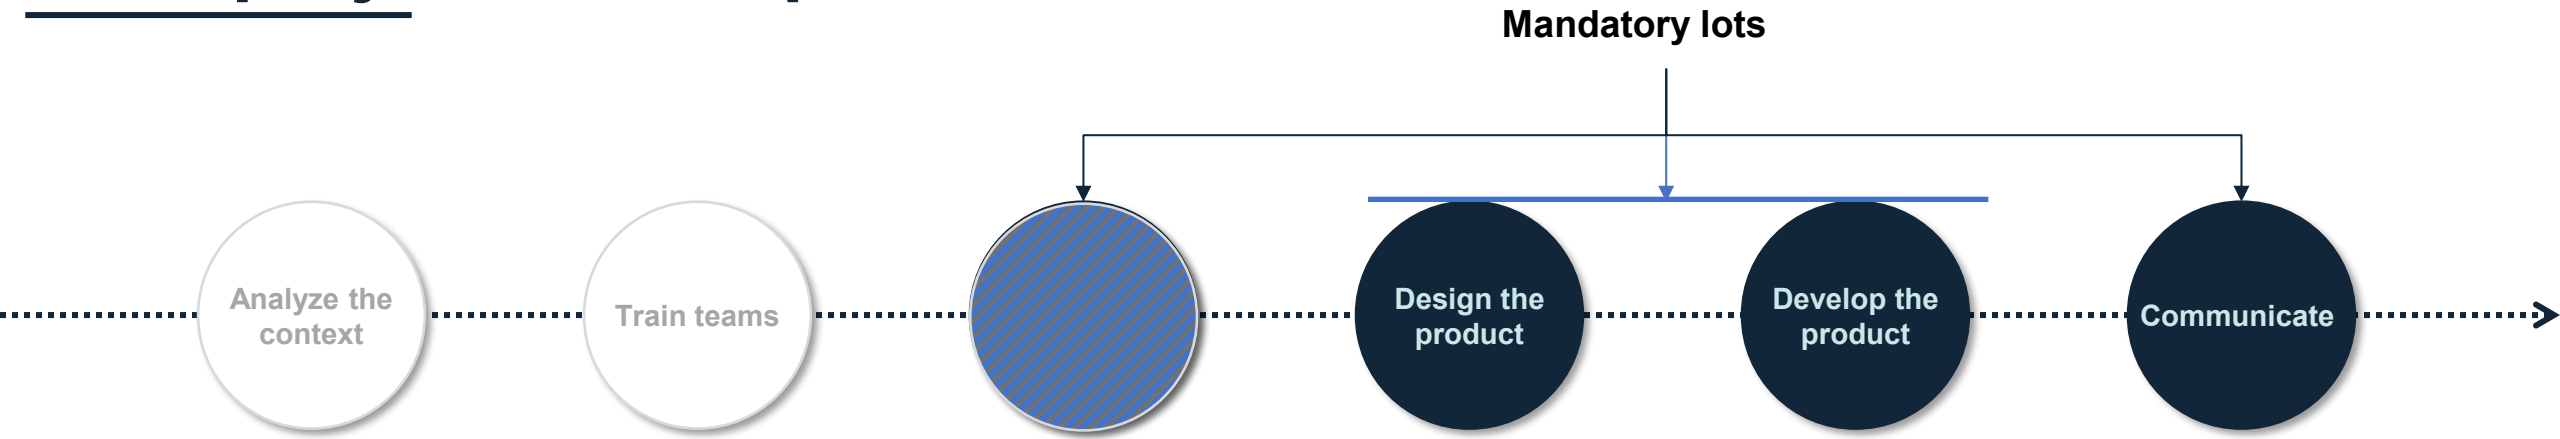 Mandatory lots
Analyze the
context
Train teams
Design the
product
Develop the
product
Communicate